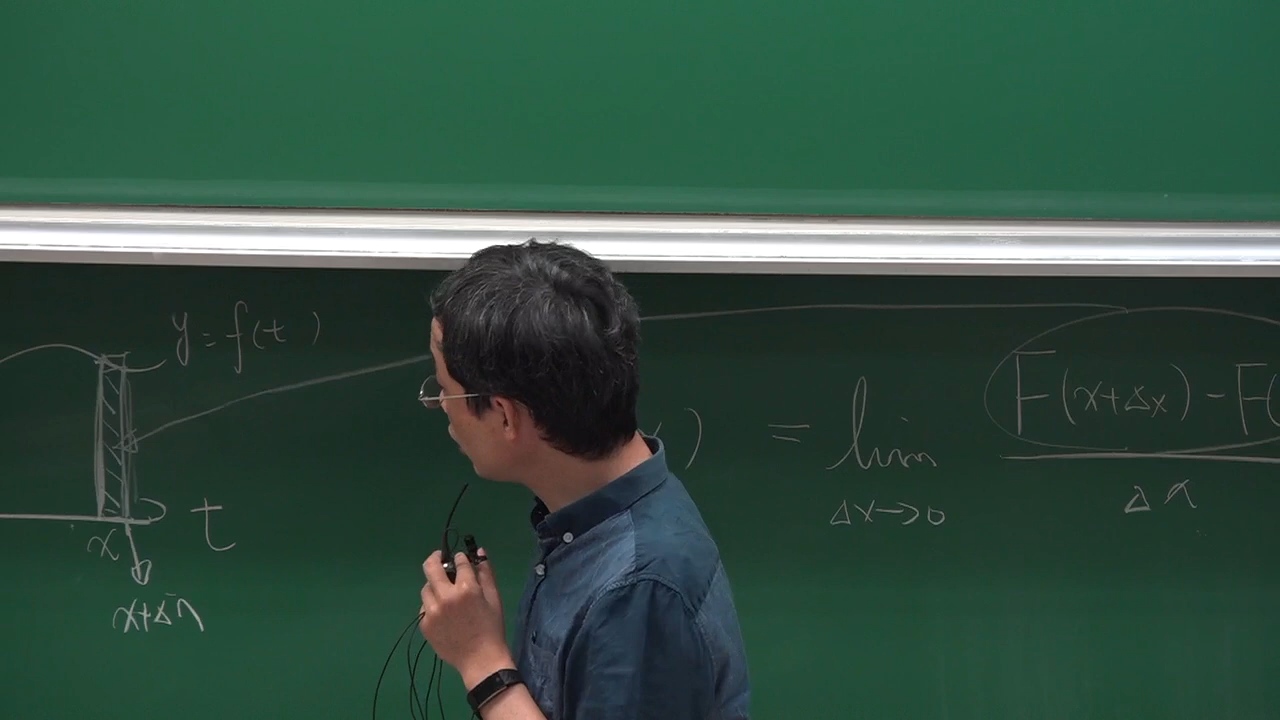 y = f(t)
x) = lim F(x+Δx) - F(
Δx→0 Δx
t
x
x+Δx